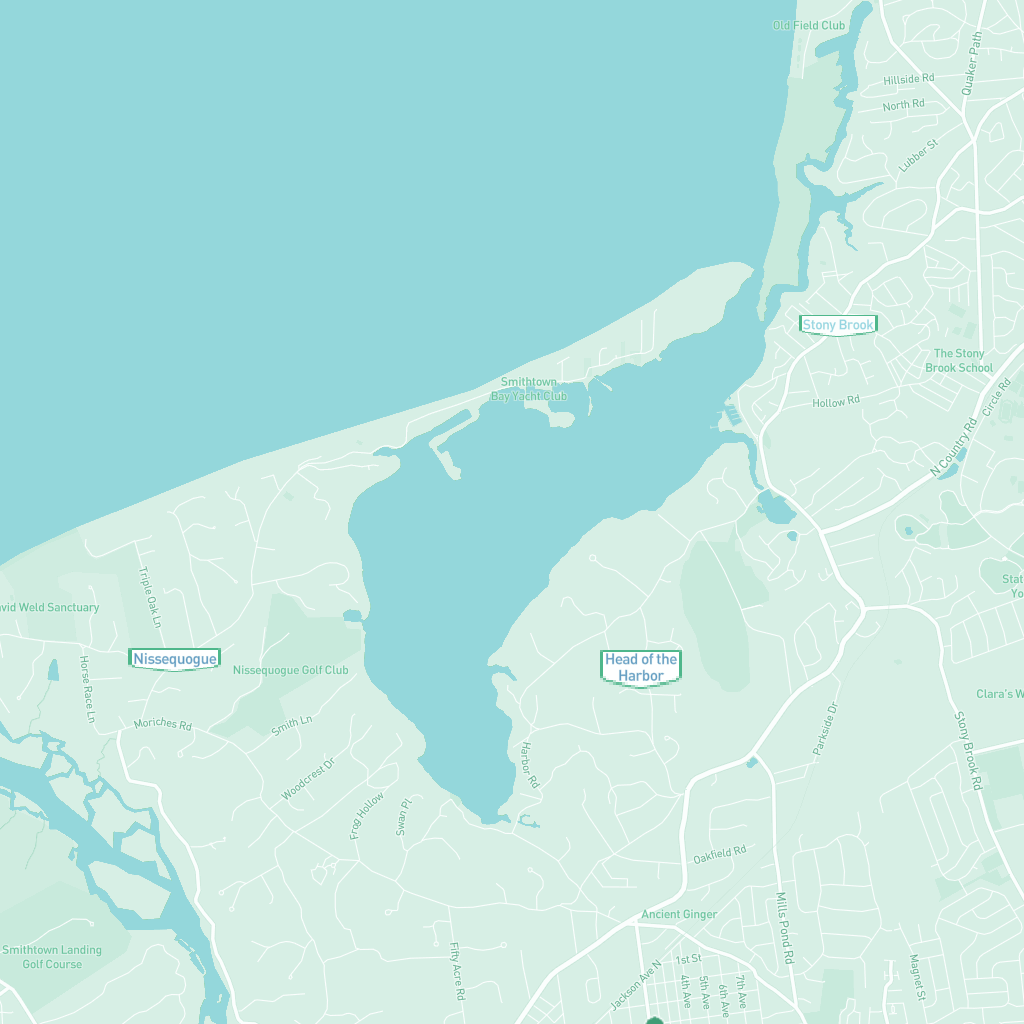 Old Field Club
Quaker Path
Hillside Rd
North Rd
Lubber St
Stony Brook
The Stony
Brook School
Circle Rd
Smithtown
Bay Yacht Club
Hollow Rd
N Country Rd
Triple Oak Ln
avid Weld Sanctuary
Stat
Yo
Nissequogue
Head of the
Harbor
Horse Race Ln
Nissequogue Golf Club
Clara's W
Moriches Rd
Smith Ln
Parkside Dr
Stony Brook Rd
Harbor Rd
Woodcrest Dr
Frog Hollow
Swan Pl
Oakfield Rd
Mills Pond Rd
Ancient Ginger
Smithtown Landing
Golf Course
Fifty Acre Rd
1st St
Jackson Ave N
4th Ave
5th Ave
6th Ave
7th Ave
Magnet St